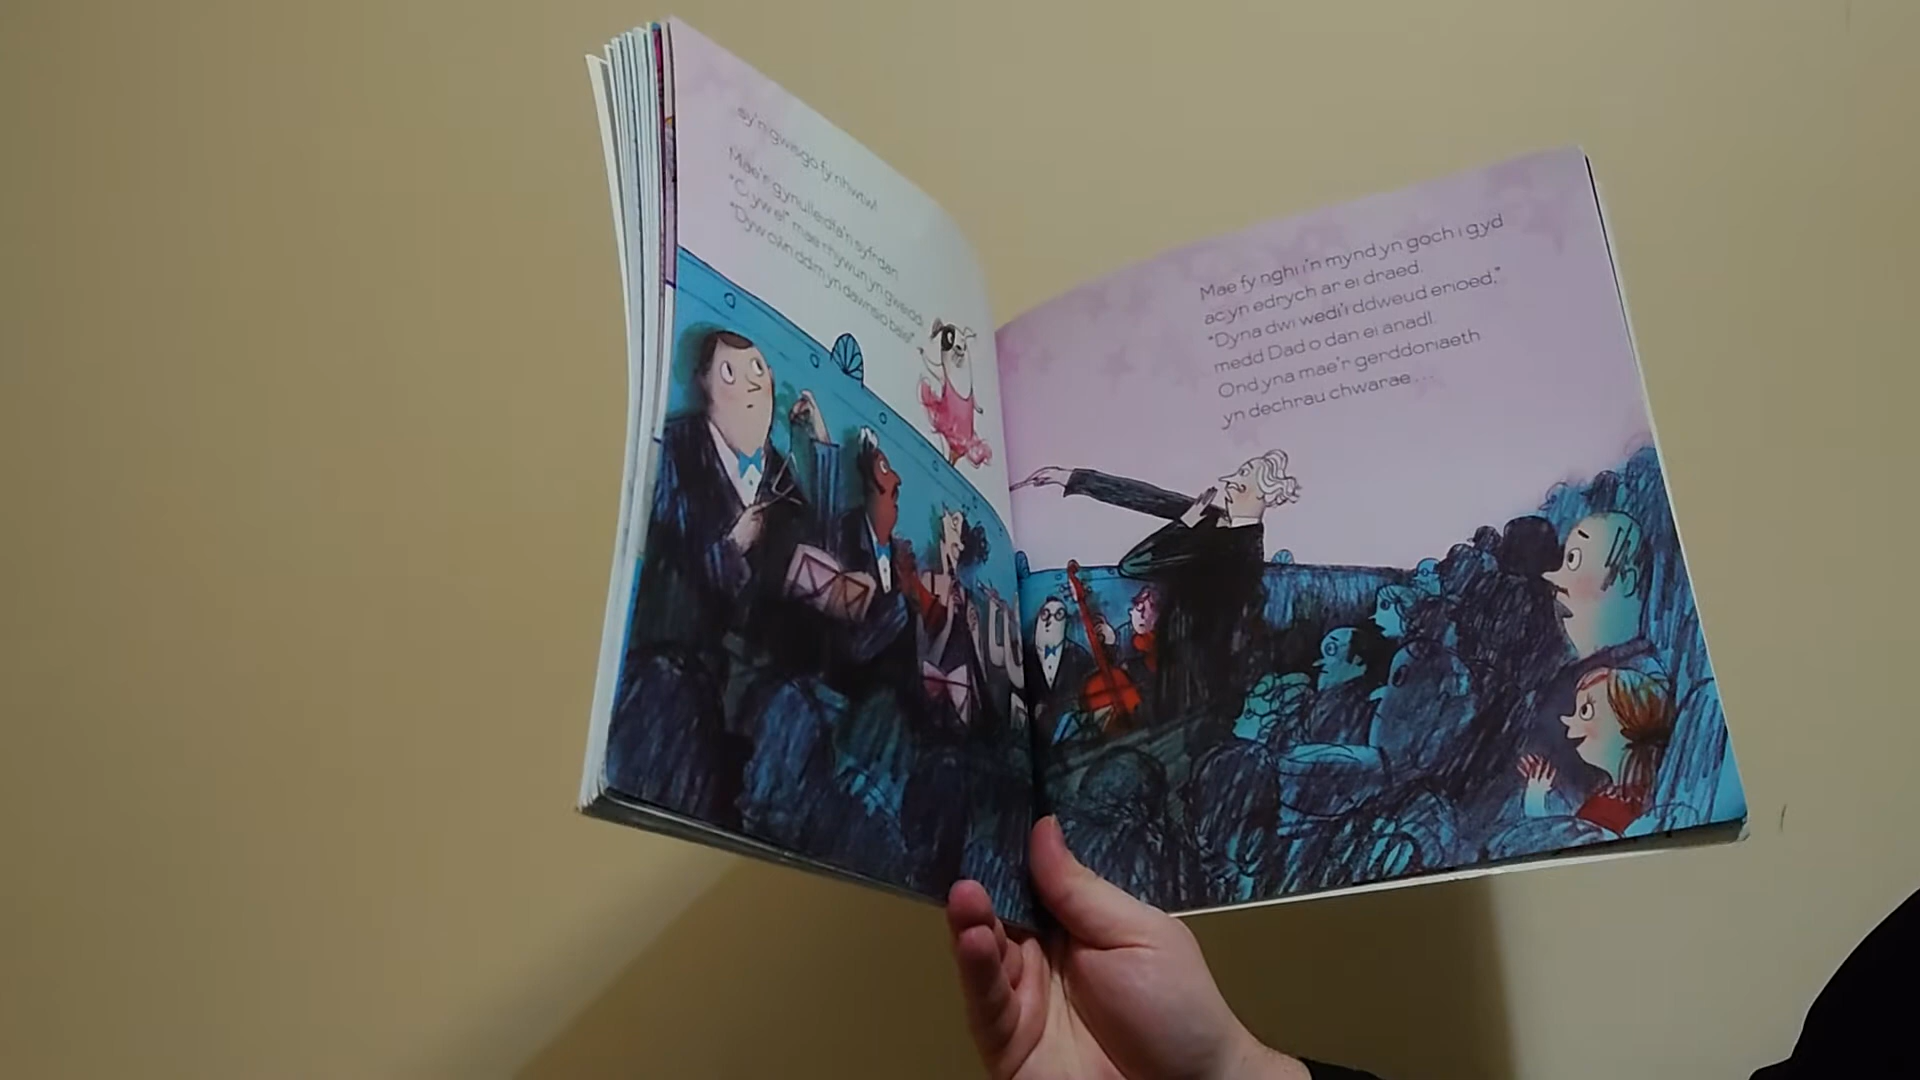 sy'n gwisgo fy nhwtw!
Mae'r gynulleidfa'n syfrdan.
"Ci yw e!" mae rhywun yn gweiddi.
"Dyw cŵn ddim yn dawnsio bale!"
Mae fy nghi i'n mynd yn goch i gyd
ac yn edrych ar ei draed.
"Dyna dwi wedi'i ddweud erioed,"
medd Dad o dan ei anadl.
Ond yna mae'r gerddoriaeth
yn dechrau chwarae . . .